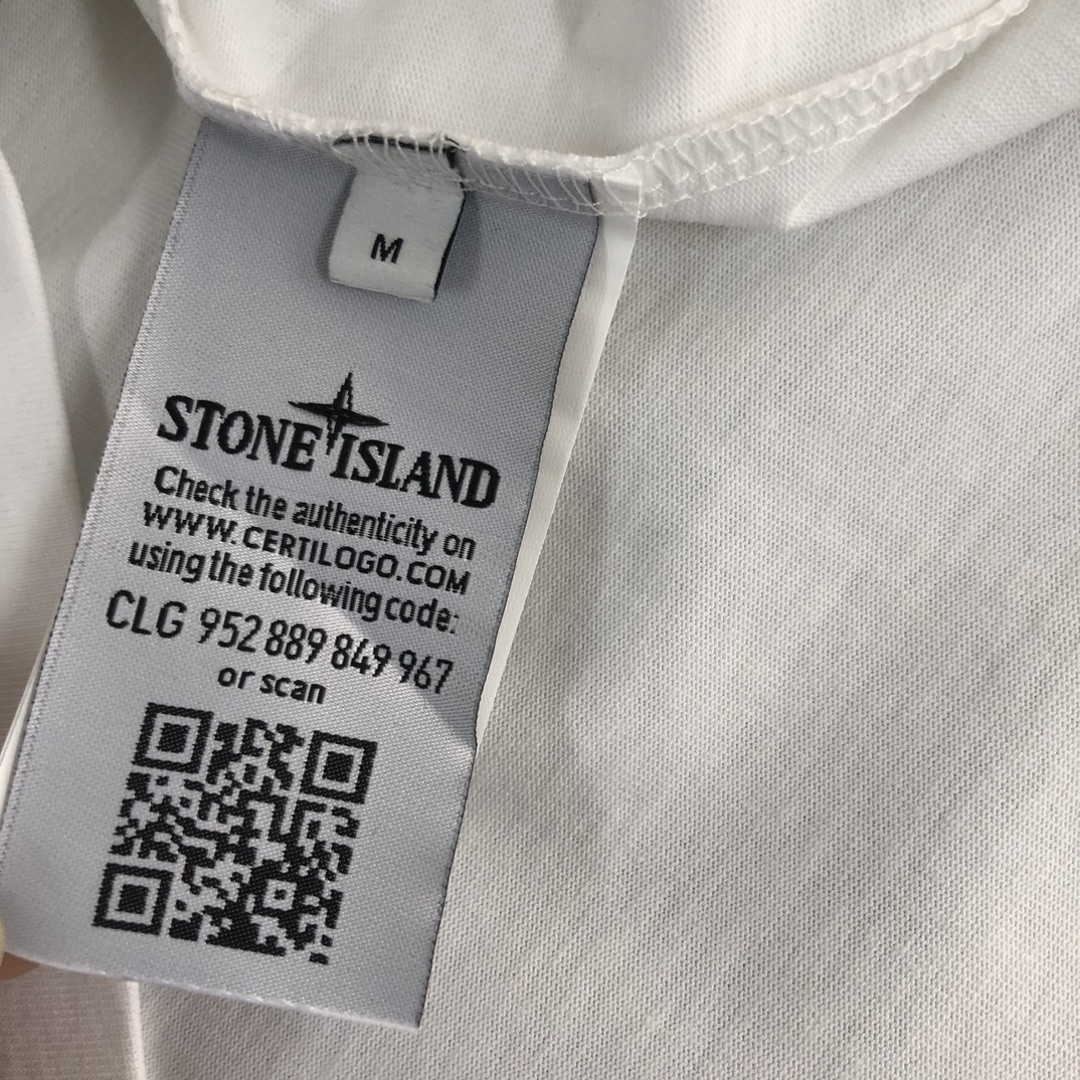 M
STONE ISLAND
Check the authenticity on
WWW.CERTILOGO.COM
using the following code:
CLG 952 889 849 967
or scan